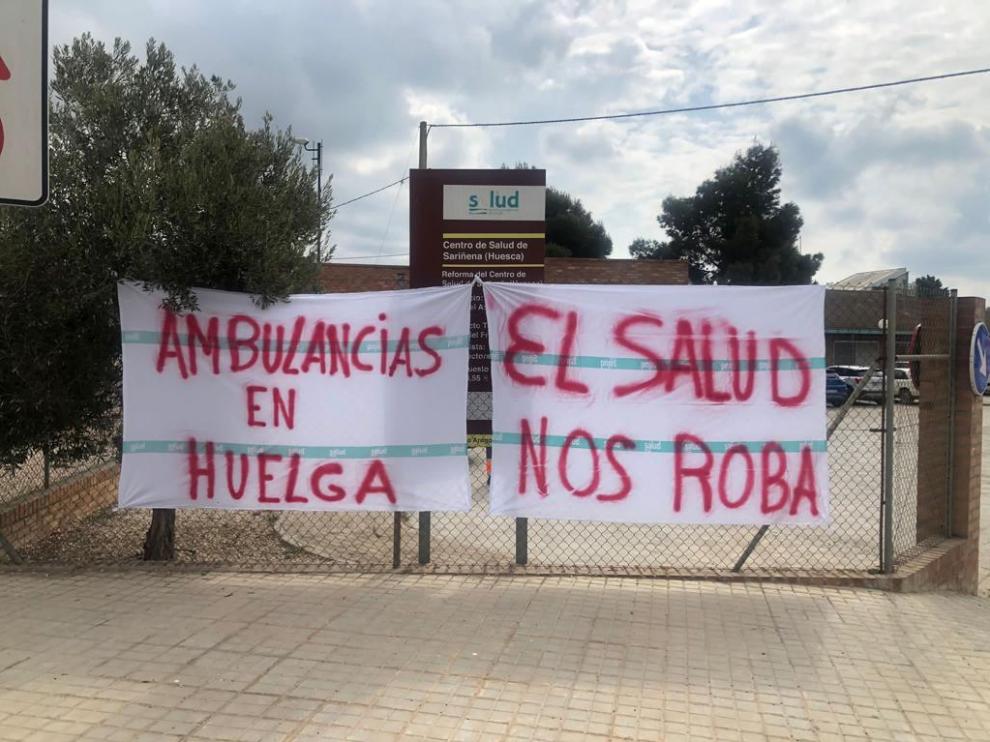 salud
Centro de Salud de
Sariñena (Huesca)
Reforma del Centro de
AMBULANCIAS
EN
HUELGA
EL SALUD
NOS ROBA